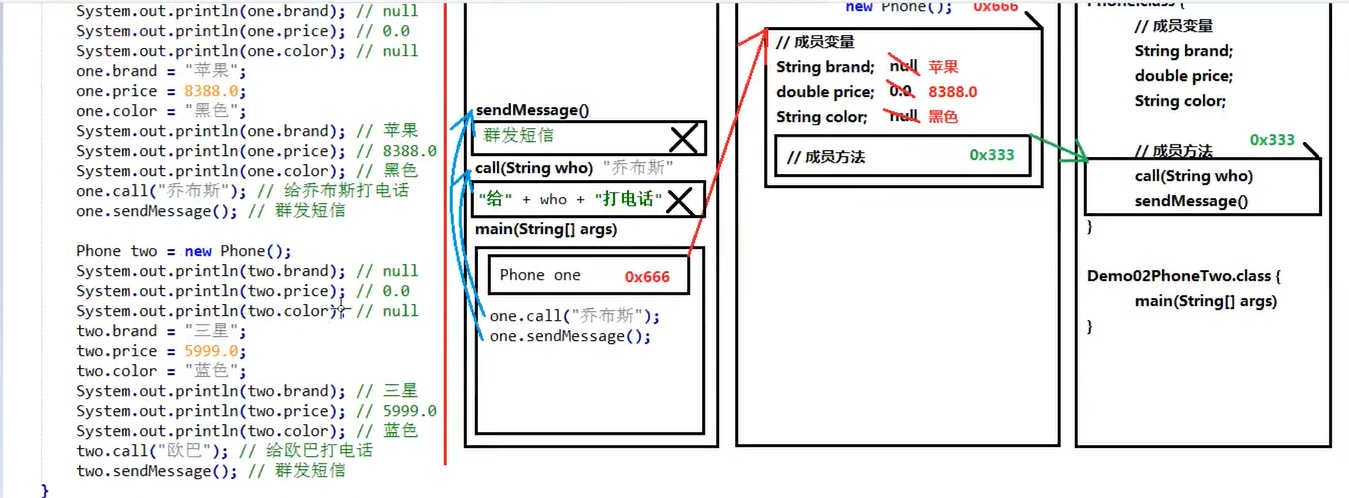 System.out.println(one.brand); // null
System.out.println(one.price); // 0.0
System.out.println(one.color); // null
one.brand = "苹果";
one.price = 8388.0;
one.color = "黑色";
System.out.println(one.brand); // 苹果
System.out.println(one.price); // 8388.0
System.out.println(one.color); // 黑色
one.call("乔布斯"); // 给乔布斯打电话
one.sendMessage(); // 群发短信
Phone two = new Phone();
System.out.println(two.brand); // null
System.out.println(two.price); // 0.0
System.out.println(two.color); // null
two.brand = "三星";
two.price = 5999.0;
two.color = "蓝色";
System.out.println(two.brand); // 三星
System.out.println(two.price); // 5999.0
System.out.println(two.color); // 蓝色
two.call("欧巴"); // 给欧巴打电话
two.sendMessage(); // 群发短信
}
sendMessage()
群发短信
call(String who) "乔布斯"
"给" + who + "打电话"
main(String[] args)
Phone one 0x666
one.call("乔布斯");
one.sendMessage();
new Phone(); 0x666
// 成员变量
String brand; null 苹果
double price; 0.0 8388.0
String color; null 黑色
// 成员方法 0x333
Phone.class {
// 成员变量
String brand;
double price;
String color;
// 成员方法 0x333
call(String who)
sendMessage()
}
Demo02PhoneTwo.class {
main(String[] args)
}